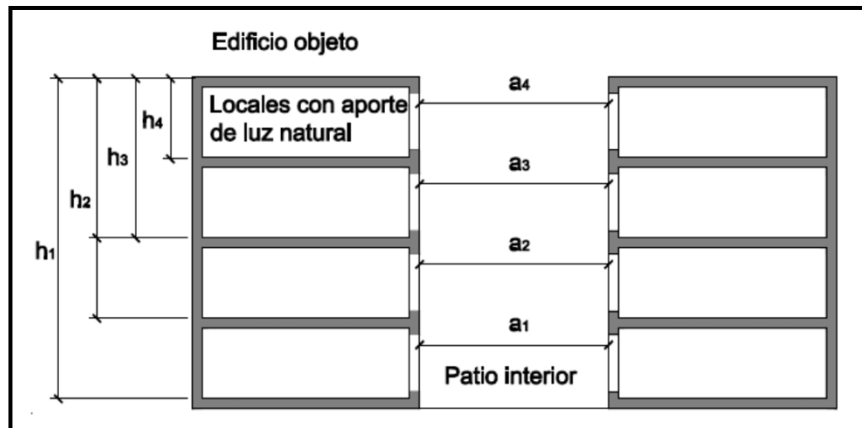 Edificio objeto
Locales con aporte
de luz natural
h4
h3
h2
h1
a4
a3
a2
a1
Patio interior